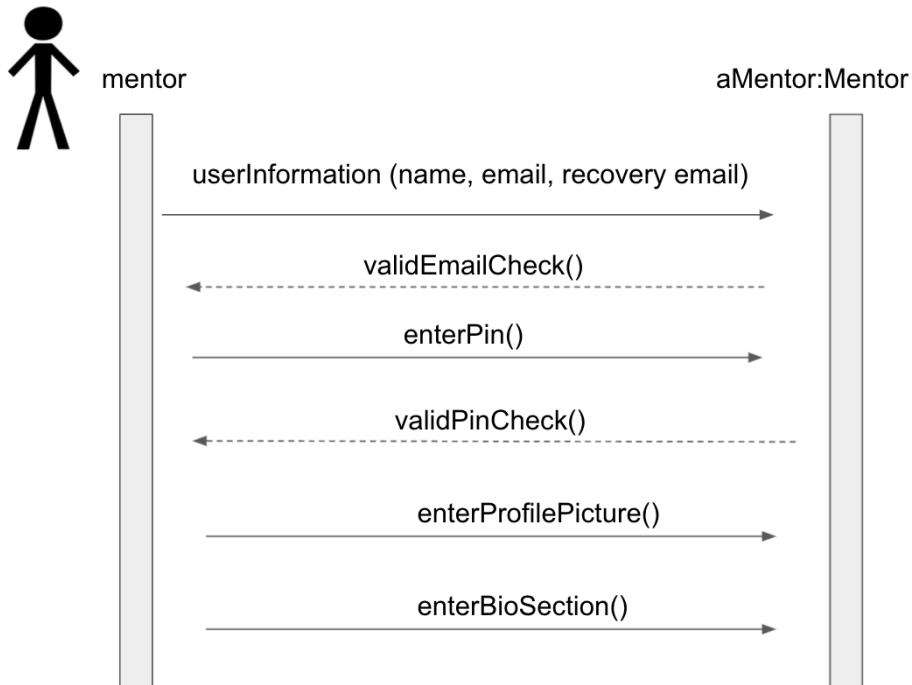 mentor
aMentor:Mentor
userInformation (name, email, recovery email)
validEmailCheck()
enterPin()
validPinCheck()
enterProfilePicture()
enterBioSection()